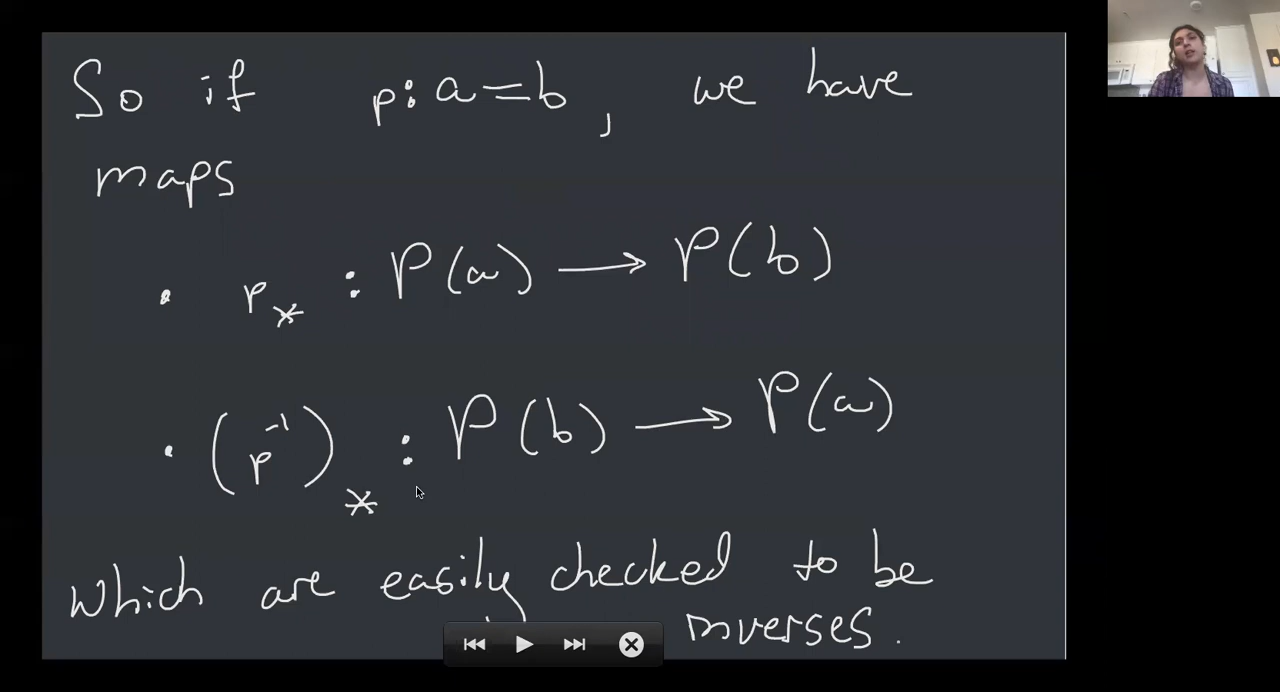 So if p:a=b, we have
maps
• p* : P(a) → P(b)
• (p⁻¹)* : P(b) → P(a)
which are easily checked to be
inverses.